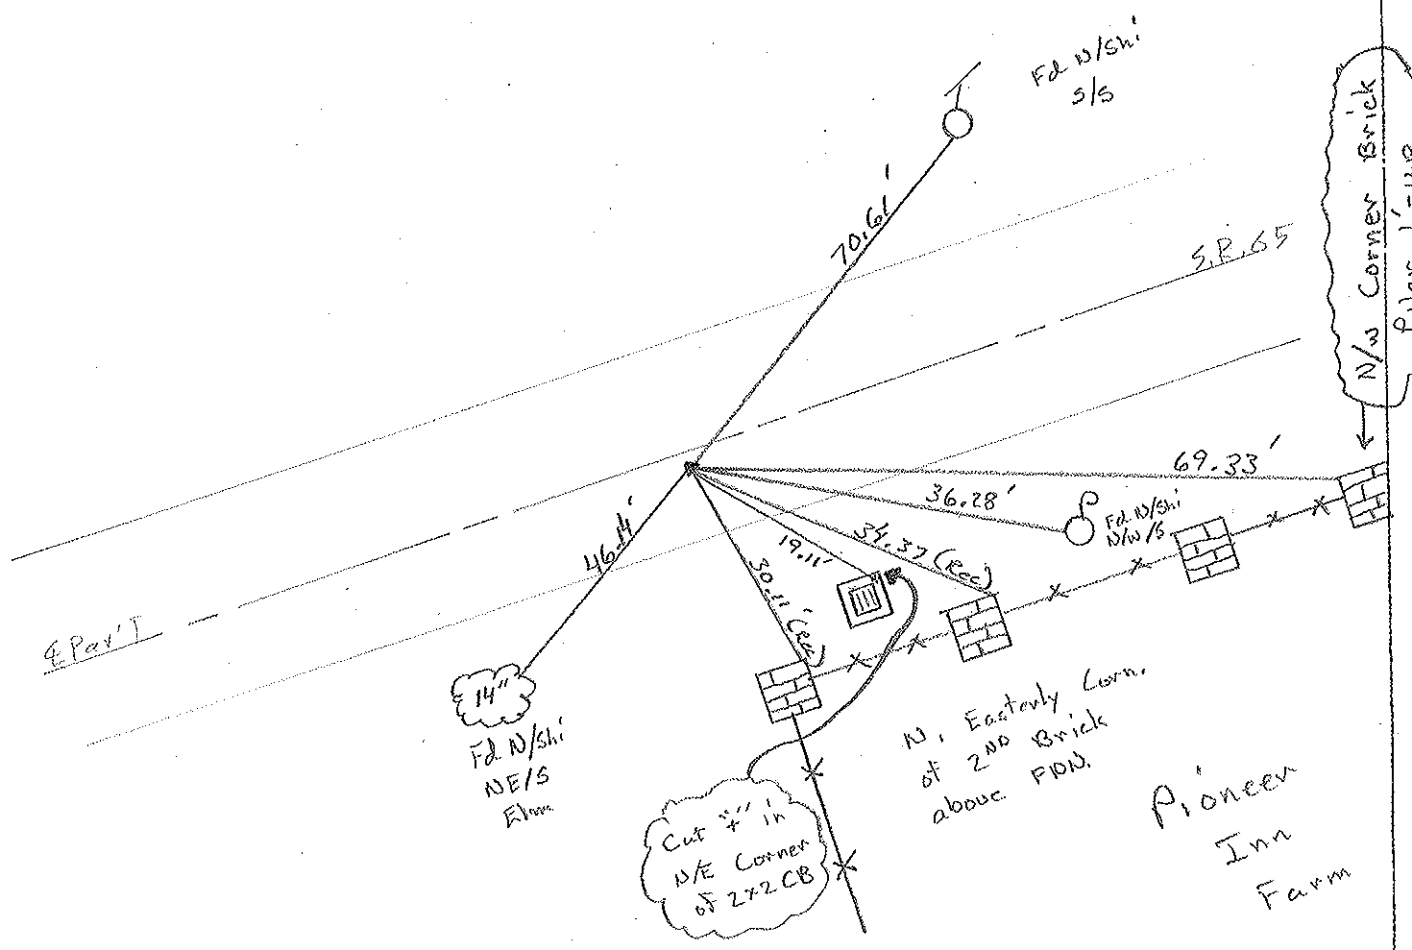 Fd N/Shi
S/S
70.61'
S.R. 65
N/W Corner Brick
69.33'
36.28'
Fd. N/Shi
N/W/S
34.37 (Rec)
19.11'
30.11' (Rec)
46.14'
℄ Pav'T
14"
Fd. N/Shi
NE/S
Elm
Cut "+" in
N/E Corner
of 2x2 CB
N. Easterly Corn.
of 2ND Brick
above FDN.
Pioneer
Inn
Farm